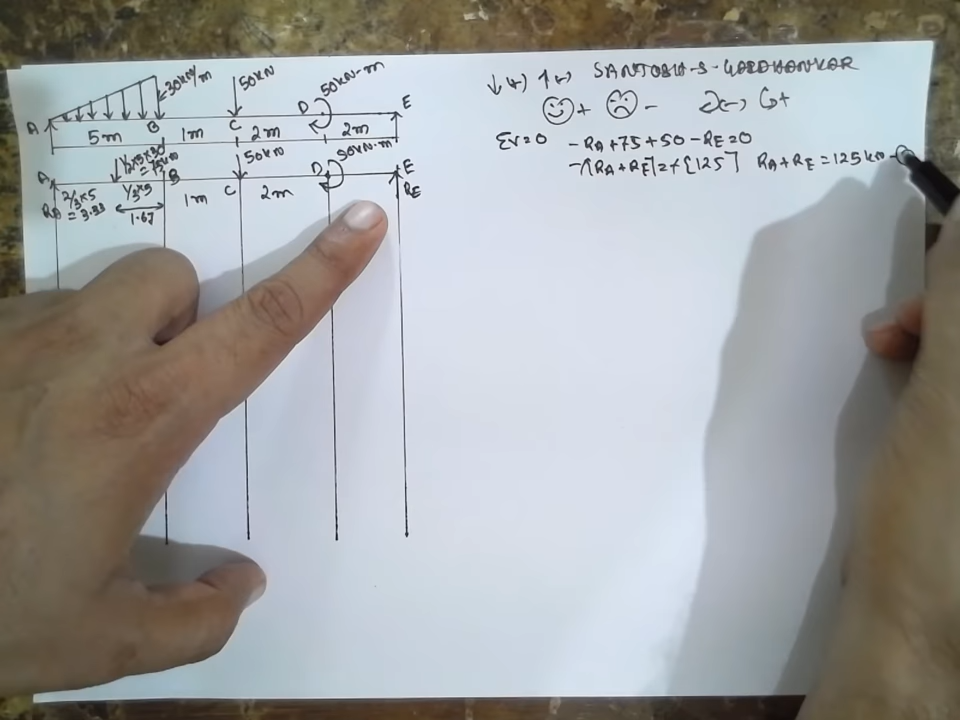 30kN/m 50kN 50kN-m
A B C D E
5m 1m 2m 2m
1/2×5×30 = 75kN 50kN 50kN-m
A B C D E
RA 2/3×5 = 3.33 1/3×5 1.67 1m 2m RE
↓(+) ↑(-) SANTOSH-S-
+ - (-) +
Σv=0 -RA+75+50-RE=0
-[RA+RE]=-[125] RA+RE=125kN-